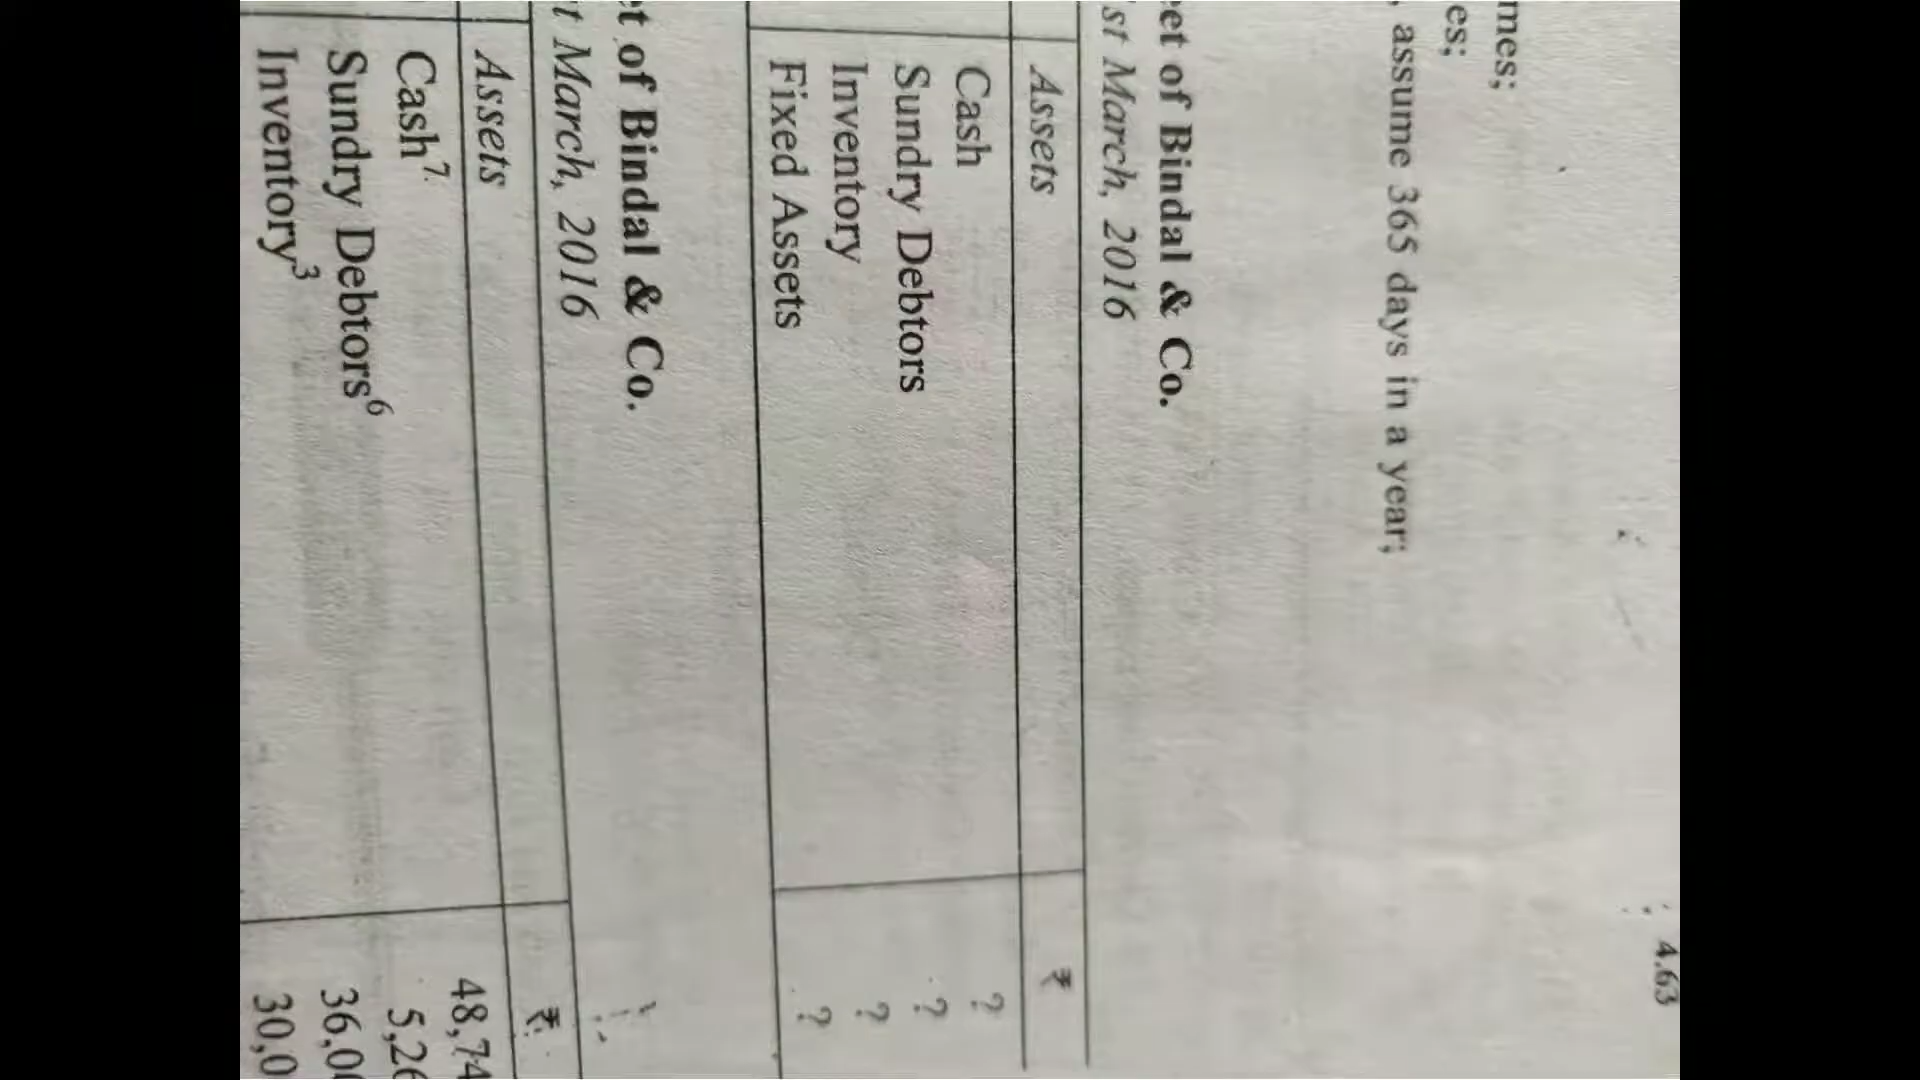 4.63
mes;
es;
, assume 365 days in a year;
eet of Bindal & Co.
st March, 2016
Assets ₹
Cash ?
Sundry Debtors ?
Inventory ?
Fixed Assets ?
et of Bindal & Co.
t March, 2016
Assets ₹
Cash7. 48,74
Sundry Debtors6 5,26
Inventory3 36,00
30,0